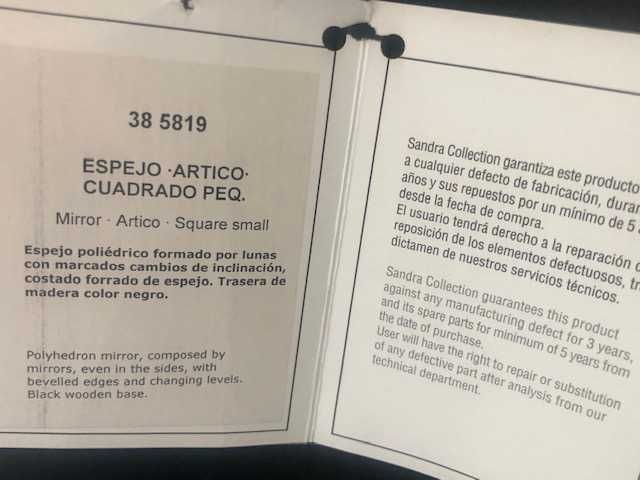 38 5819
ESPEJO ·ARTICO·
CUADRADO PEQ.
Mirror · Artico · Square small
Espejo poliédrico formado por lunas
con marcados cambios de inclinación,
costado forrado de espejo. Trasera de
madera color negro.
Polyhedron mirror, composed by
mirrors, even in the sides, with
bevelled edges and changing levels.
Black wooden base.
Sandra Collection garantiza este producto
a cualquier defecto de fabricación, duran
años y sus repuestos por un mínimo de 5 a
desde la fecha de compra.
El usuario tendrá derecho a la reparación o
reposición de los elementos defectuosos, tr
dictamen de nuestros servicios técnicos.
Sandra Collection guarantees this product
against any manufacturing defect for 3 years,
and its spare parts for minimum of 5 years from
the date of purchase.
User will have the right to repair or substitution
of any defective part after analysis from our
technical department.